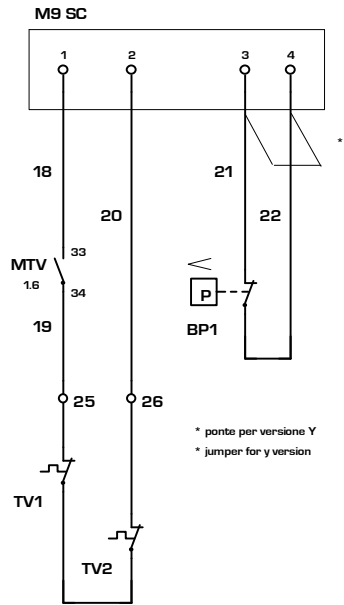 M9 SC
1 2 3 4
*
18 21
20 22
33
MTV
1.6
34
<
P
19
BP1
25 26
* ponte per versione Y
* jumper for y version
TV1
TV2